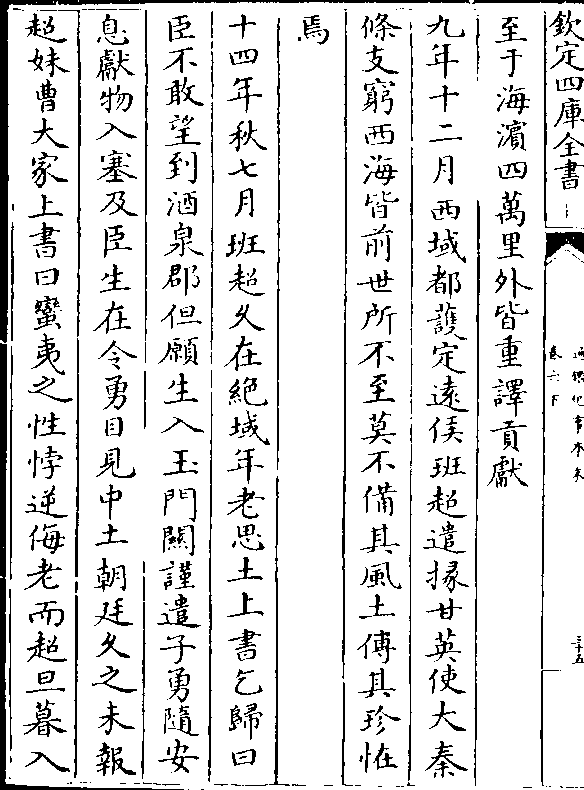 欽定四庫全書
通鑑紀事本末
卷六下
三十五
至于海濵四萬里外皆重譯貢獻
九年十二月西域都護定遠侯班超遣掾甘英使大秦
條支窮西海皆前世所不至莫不備其風土傳其珍怪
焉
十四年秋七月班超久在絶域年老思土上書乞歸曰
臣不敢望到酒泉郡但願生入玉門闗謹遣子勇隨安
息獻物入塞及臣生在令勇目見中土朝廷久之未報
超妹曹大家上書曰蠻夷之性悖逆侮老而超旦暮入